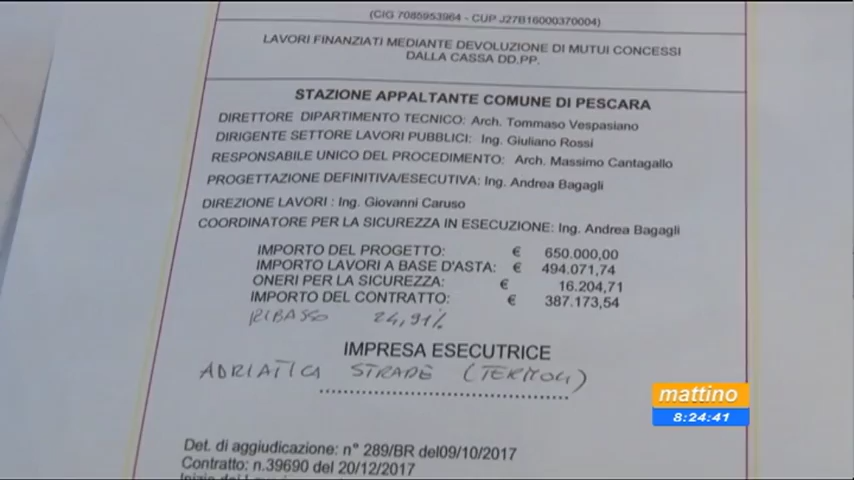 (CIG 7085953964 - CUP J27B16000370004)
LAVORI FINANZIATI MEDIANTE DEVOLUZIONE DI MUTUI CONCESSI
DALLA CASSA DD.PP.
STAZIONE APPALTANTE COMUNE DI PESCARA
DIRETTORE DIPARTIMENTO TECNICO: Arch. Tommaso Vespasiano
DIRIGENTE SETTORE LAVORI PUBBLICI: Ing. Giuliano Rossi
RESPONSABILE UNICO DEL PROCEDIMENTO: Arch. Massimo Cantagallo
PROGETTAZIONE DEFINITIVA/ESECUTIVA: Ing. Andrea Bagagli
DIREZIONE LAVORI : Ing. Giovanni Caruso
COORDINATORE PER LA SICUREZZA IN ESECUZIONE: Ing. Andrea Bagagli
IMPORTO DEL PROGETTO: € 650.000,00
IMPORTO LAVORI A BASE D'ASTA: € 494.071,74
ONERI PER LA SICUREZZA: € 16.204,71
IMPORTO DEL CONTRATTO: € 387.173,54
RIBASSO 24,91%
IMPRESA ESECUTRICE
ADRIATICA STRADE (TERMOLI)
Det. di aggiudicazione: n° 289/BR del09/10/2017
Contratto: n.39690 del 20/12/2017
mattino
8:24:41